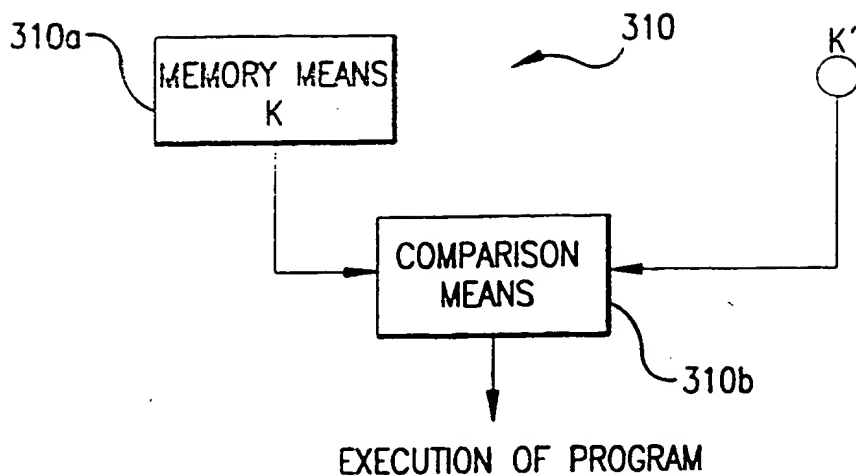 310a
310
K'
MEMORY MEANS
K
COMPARISON
MEANS
310b
EXECUTION OF PROGRAM